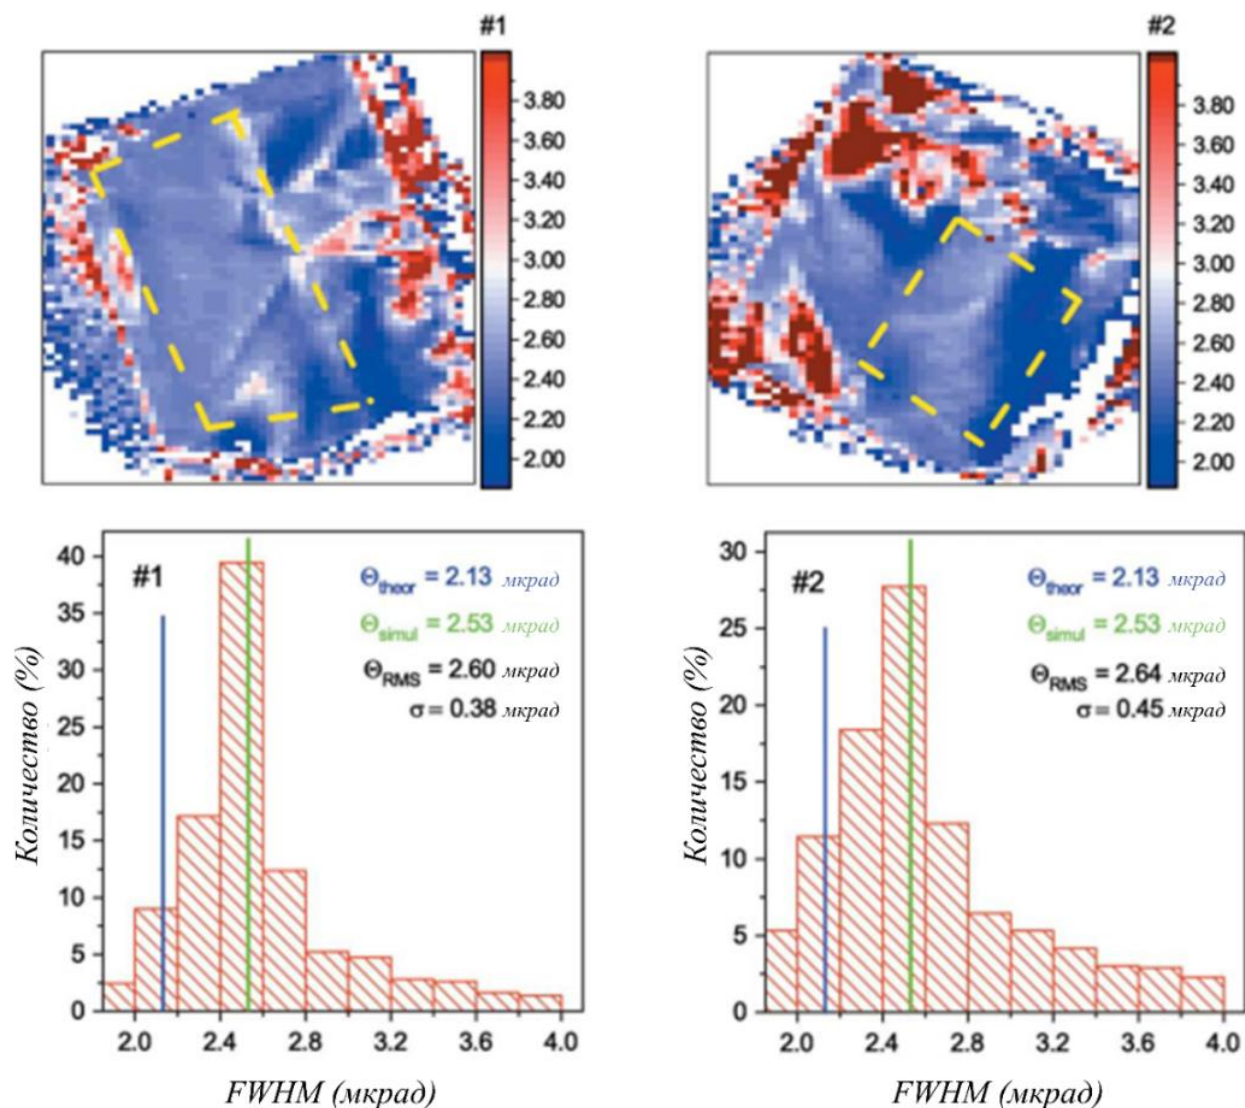 #1
3.80
3.60
3.40
3.20
3.00
2.80
2.60
2.40
2.20
2.00
#2
3.80
3.60
3.40
3.20
3.00
2.80
2.60
2.40
2.20
2.00
#1
Θtheor = 2.13 мкрад
Θsimul = 2.53 мкрад
ΘRMS = 2.60 мкрад
σ = 0.38 мкрад
Количество (%)
40
35
30
25
20
15
10
5
0
2.0 2.4 2.8 3.2 3.6 4.0
FWHM (мкрад)
#2
Θtheor = 2.13 мкрад
Θsimul = 2.53 мкрад
ΘRMS = 2.64 мкрад
σ = 0.45 мкрад
Количество (%)
30
25
20
15
10
5
0
2.0 2.4 2.8 3.2 3.6 4.0
FWHM (мкрад)